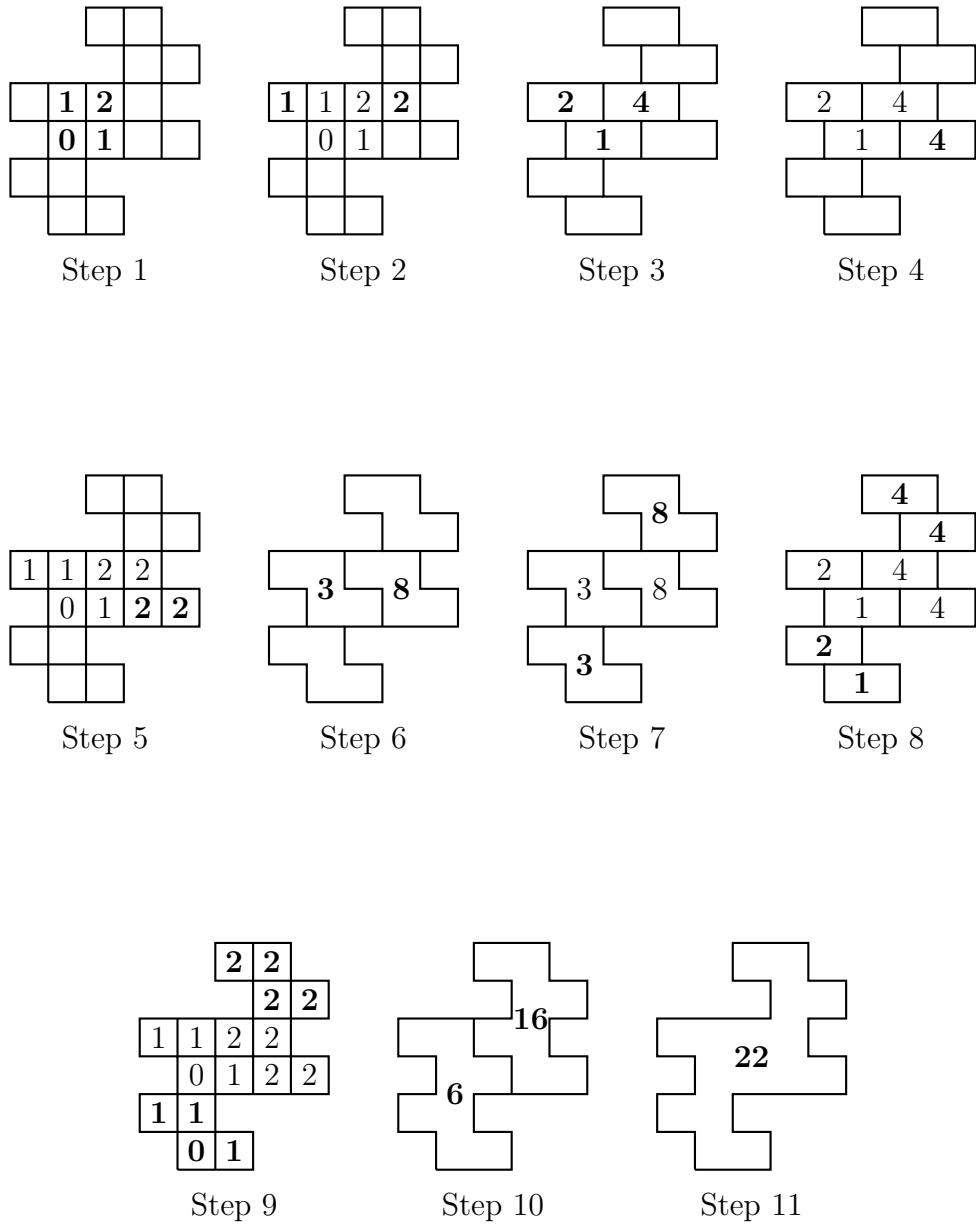 1 2 1 1 2 2 2 4 2 4
0 1 0 1 1 1 4
Step 1 Step 2 Step 3 Step 4
4
8 4
1 1 2 2 2 4
3 8 3 8
0 1 2 2 1 4
2
3
1
Step 5 Step 6 Step 7 Step 8
2 2
2 2
16
1 1 2 2
22
0 1 2 2
6
1 1
0 1
Step 9 Step 10 Step 11